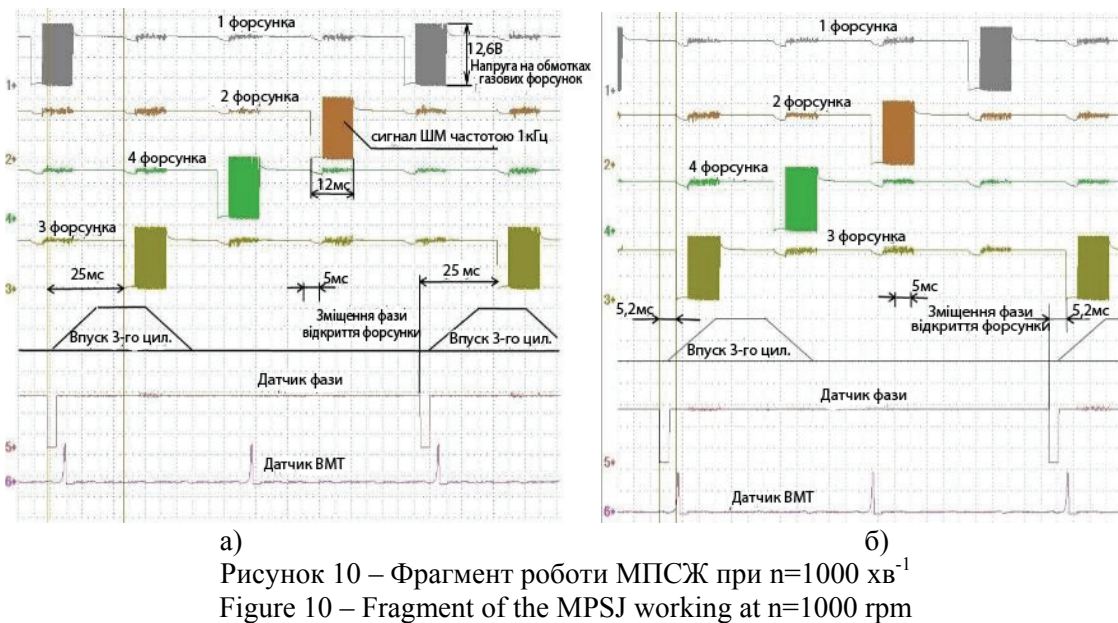 1 форсунка
12,6В
Напруга на обмотках
газових форсунок
1
2 форсунка
сигнал ШМ частотою 1кГц
2
4 форсунка
12мс
4
3 форсунка
25мс
5мс
25 мс
3
Зміщення фази
відкриття форсунки
Впуск 3-го цил.
Впуск 3-го цил.
Датчик фази
5
Датчик ВМТ
6
а)
1 форсунка
1
2 форсунка
2
4 форсунка
4
3 форсунка
3
5мс
5,2мс
Зміщення фази
відкриття форсунки
5,2мс
Впуск 3-го цил.
Датчик фази
5
Датчик ВМТ
6
б)
Рисунок 10 – Фрагмент роботи МПСЖ при n=1000 хв⁻¹
Figure 10 – Fragment of the MPSJ working at n=1000 rpm